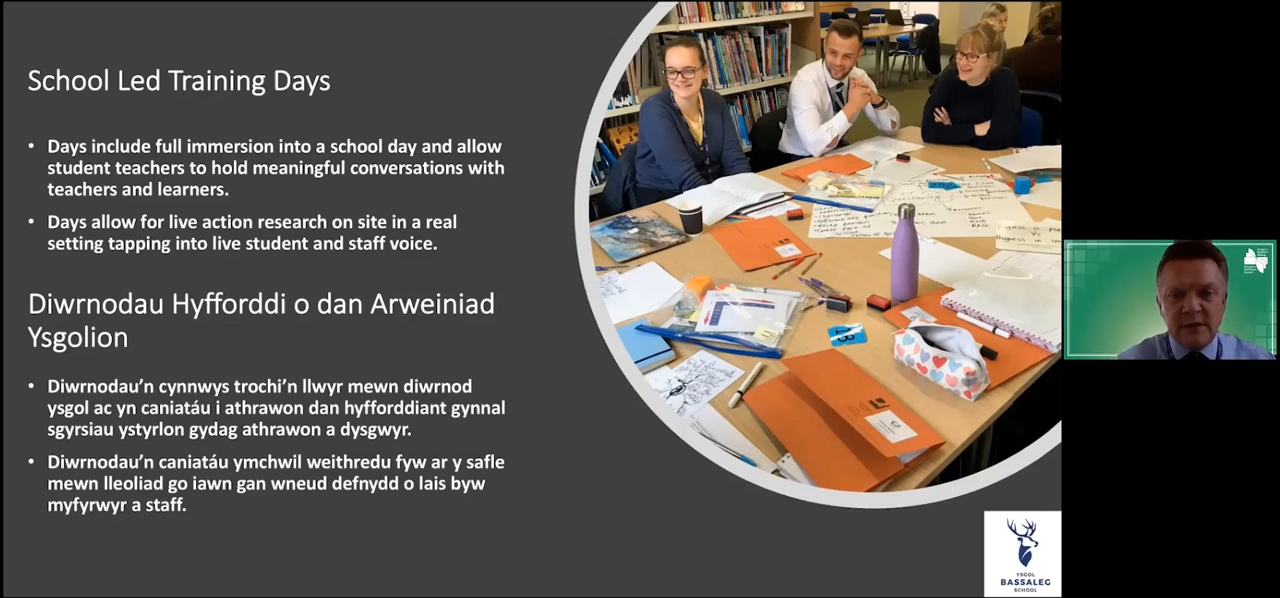 School Led Training Days
• Days include full immersion into a school day and allow
student teachers to hold meaningful conversations with
teachers and learners.
• Days allow for live action research on site in a real
setting tapping into live student and staff voice.
Diwrnodau Hyfforddi o dan Arweiniad
Ysgolion
• Diwrnodau’n cynnwys trochi’n llwyr mewn diwrnod
ysgol ac yn caniatáu i athrawon dan hyfforddiant gynnal
sgyrsiau ystyrlon gydag athrawon a dysgwyr.
• Diwrnodau’n caniatáu ymchwil weithredu fyw ar y safle
mewn lleoliad go iawn gan wneud defnydd o lais byw
myfyrwyr a staff.
YSGOL
BASSALEG
SCHOOL